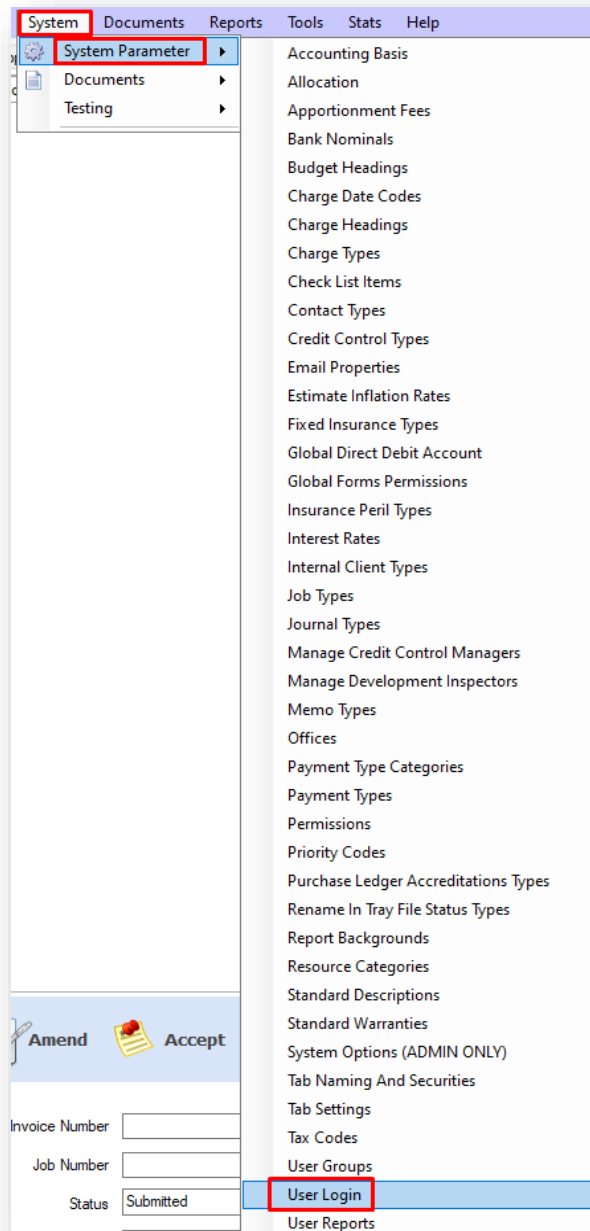 System Documents Reports Tools Stats Help
System Parameter
Documents
Testing
Accounting Basis
Allocation
Apportionment Fees
Bank Nominals
Budget Headings
Charge Date Codes
Charge Headings
Charge Types
Check List Items
Contact Types
Credit Control Types
Email Properties
Estimate Inflation Rates
Fixed Insurance Types
Global Direct Debit Account
Global Forms Permissions
Insurance Peril Types
Interest Rates
Internal Client Types
Job Types
Journal Types
Manage Credit Control Managers
Manage Development Inspectors
Memo Types
Offices
Payment Type Categories
Payment Types
Permissions
Priority Codes
Purchase Ledger Accreditations Types
Rename In Tray File Status Types
Report Backgrounds
Resource Categories
Standard Descriptions
Standard Warranties
System Options (ADMIN ONLY)
Tab Naming And Securities
Tab Settings
Tax Codes
User Groups
User Login
User Reports
Amend Accept
Invoice Number
Job Number
Status Submitted